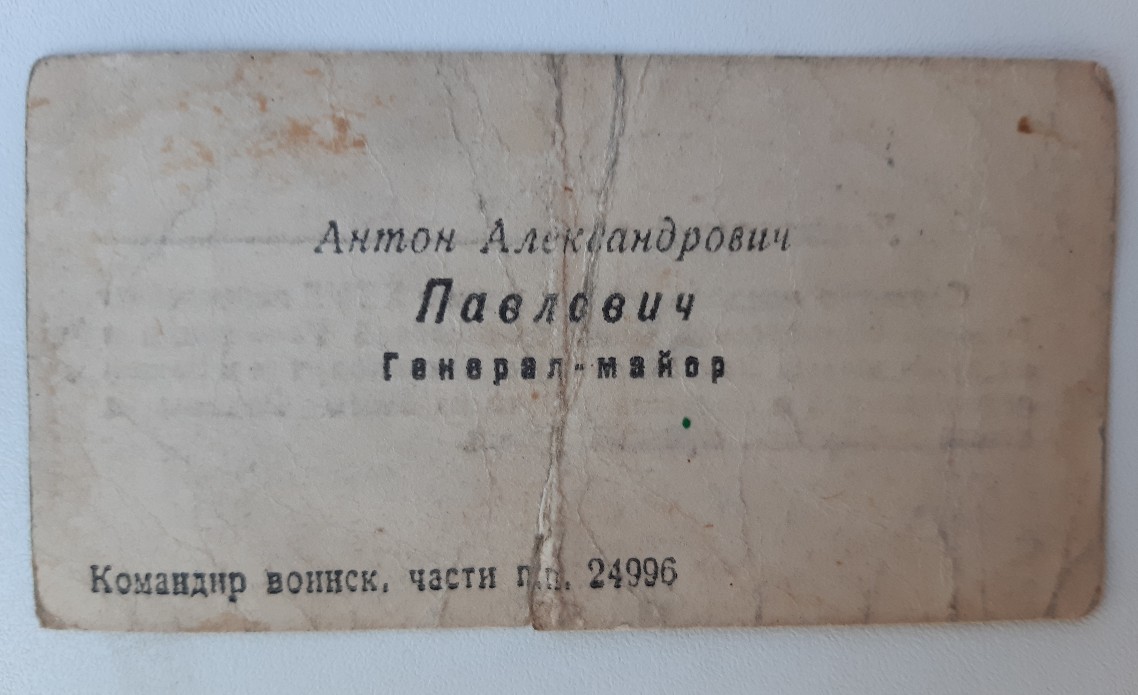 Антон Александрович
Павлович
Генерал-майор
Командир воинск. части п.п. 24996